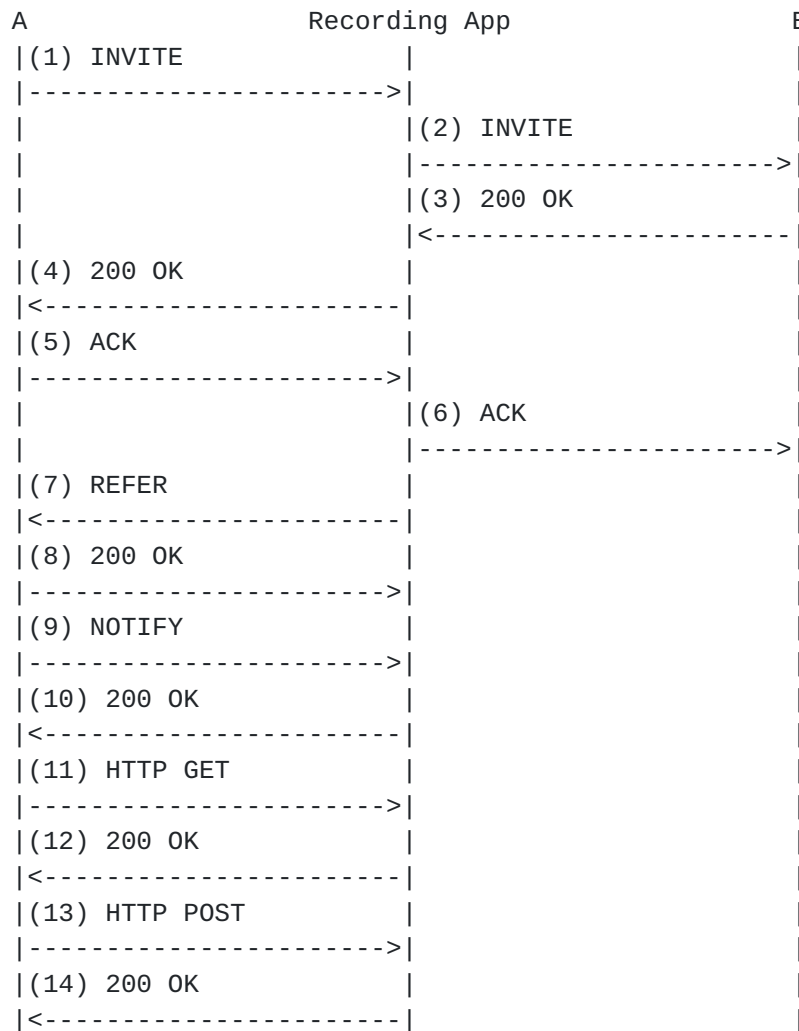 A Recording App
|(1) INVITE | |
|----------------------->| |
| |(2) INVITE |
| |----------------------->|
| |(3) 200 OK |
| |<-----------------------|
|(4) 200 OK | |
|<-----------------------| |
|(5) ACK | |
|----------------------->| |
| |(6) ACK |
| |----------------------->|
|(7) REFER | |
|<-----------------------| |
|(8) 200 OK | |
|----------------------->| |
|(9) NOTIFY | |
|----------------------->| |
|(10) 200 OK | |
|<-----------------------| |
|(11) HTTP GET | |
|----------------------->| |
|(12) 200 OK | |
|<-----------------------| |
|(13) HTTP POST | |
|----------------------->| |
|(14) 200 OK | |
|<-----------------------| |